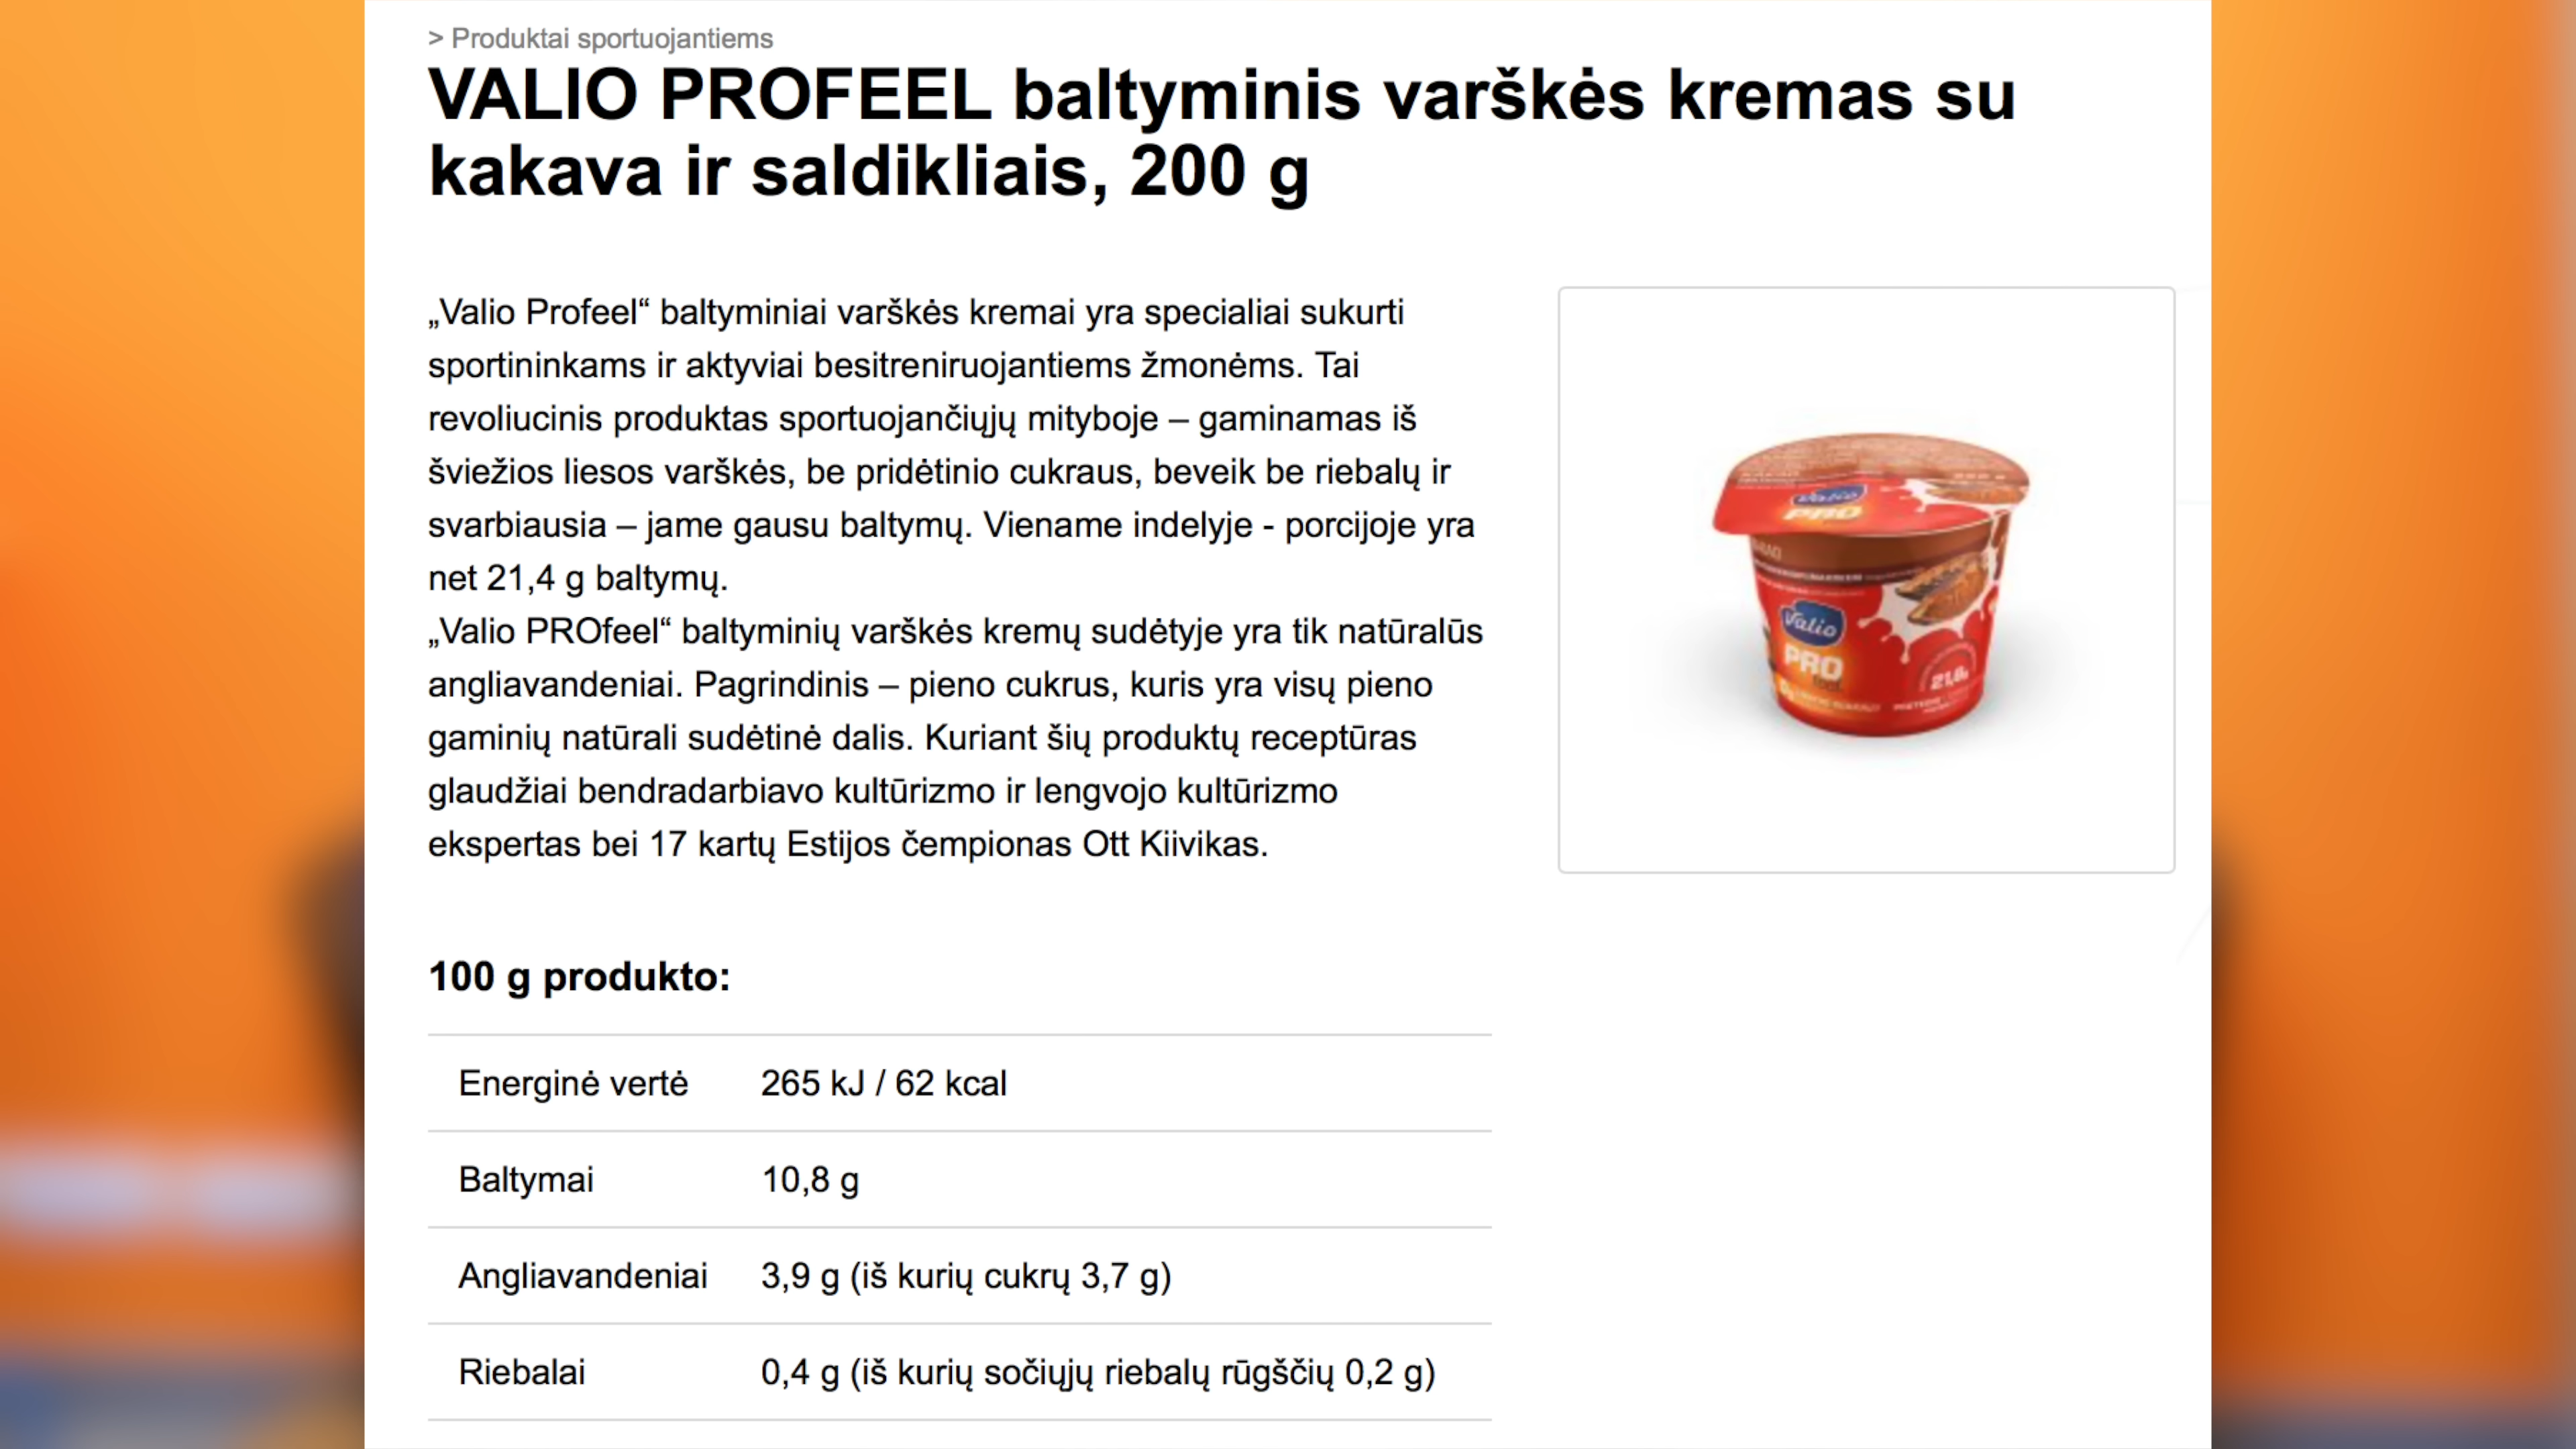 > Produktai sportuojantiems
VALIO PROFEEL baltyminis varškės kremas su
kakava ir saldikliais, 200 g
„Valio Profeel“ baltyminiai varškės kremai yra specialiai sukurti
sportininkams ir aktyviai besitreniruojantiems žmonėms. Tai
revoliucinis produktas sportuojančiųjų mityboje – gaminamas iš
šviežios liesos varškės, be pridėtinio cukraus, beveik be riebalų ir
svarbiausia – jame gausu baltymų. Viename indelyje - porcijoje yra
net 21,4 g baltymų.
„Valio PROfeel“ baltyminių varškės kremų sudėtyje yra tik natūralūs
angliavandeniai. Pagrindinis – pieno cukrus, kuris yra visų pieno
gaminių natūrali sudėtinė dalis. Kuriant šių produktų receptūras
glaudžiai bendradarbiavo kultūrizmo ir lengvojo kultūrizmo
ekspertas bei 17 kartų Estijos čempionas Ott Kiivikas.
Valio
PRO
Valio
PRO
feel
100 g produkto:
Energinė vertė 265 kJ / 62 kcal
Baltymai 10,8 g
Angliavandeniai 3,9 g (iš kurių cukrų 3,7 g)
Riebalai 0,4 g (iš kurių sočiųjų riebalų rūgščių 0,2 g)